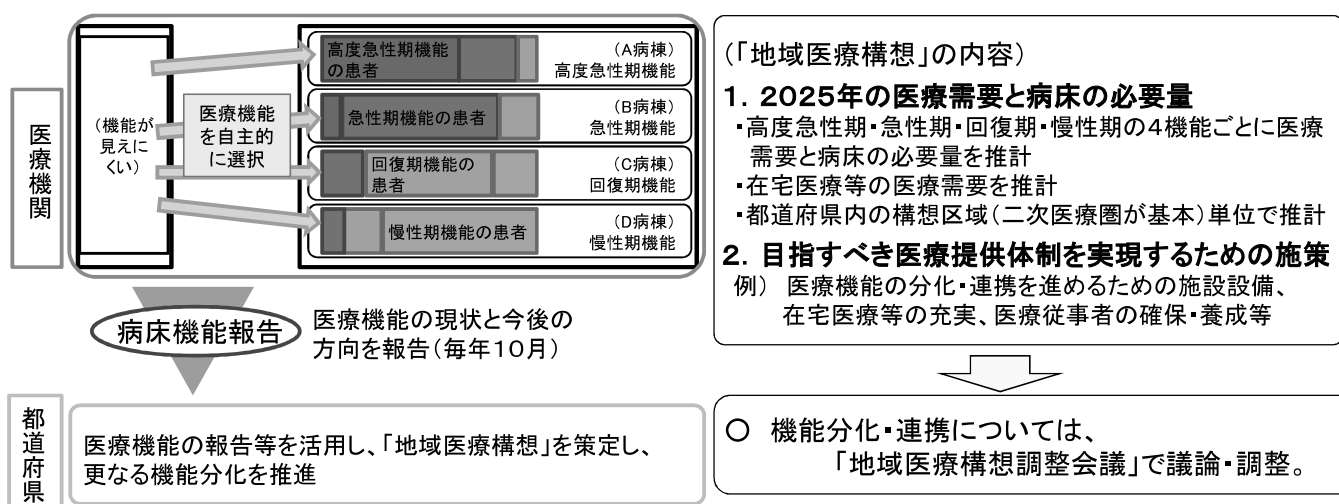 医療機関
(機能が
見えに
くい)
医療機能
を自主的
に選択
高度急性期機能
の患者
(A病棟)
高度急性期機能
急性期機能の患者
(B病棟)
急性期機能
回復期機能の
患者
(C病棟)
回復期機能
慢性期機能の患者
(D病棟)
慢性期機能
病床機能報告
医療機能の現状と今後の
方向を報告(毎年10月)
都道府県
医療機能の報告等を活用し、「地域医療構想」を策定し、
更なる機能分化を推進
(「地域医療構想」の内容)
1. 2025年の医療需要と病床の必要量
・高度急性期・急性期・回復期・慢性期の4機能ごとに医療
需要と病床の必要量を推計
・在宅医療等の医療需要を推計
・都道府県内の構想区域(二次医療圏が基本)単位で推計
2. 目指すべき医療提供体制を実現するための施策
例) 医療機能の分化・連携を進めるための施設設備、
在宅医療等の充実、医療従事者の確保・養成等
○ 機能分化・連携については、
「地域医療構想調整会議」で議論・調整。